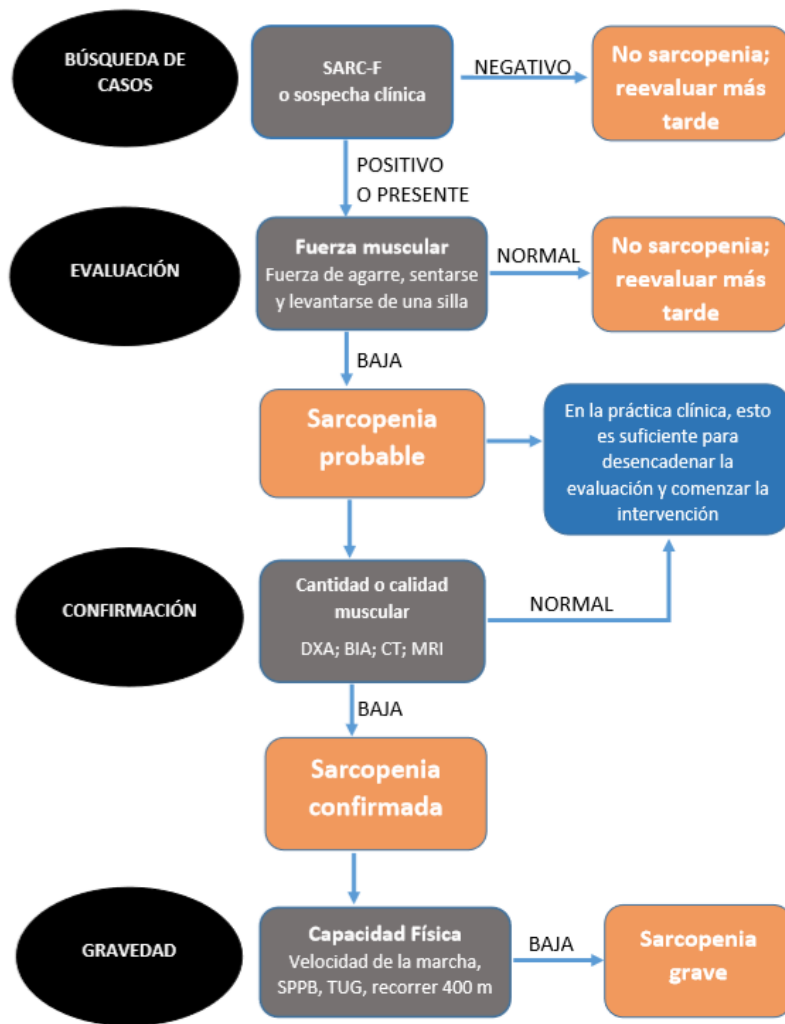 BÚSQUEDA DE
CASOS
SARC-F
o sospecha clínica
NEGATIVO
No sarcopenia;
reevaluar más
tarde
POSITIVO
O PRESENTE
EVALUACIÓN
Fuerza muscular
Fuerza de agarre, sentarse
y levantarse de una silla
NORMAL
No sarcopenia;
reevaluar más
tarde
BAJA
Sarcopenia
probable
En la práctica clínica, esto
es suficiente para
desencadenar la
evaluación y comenzar la
intervención
CONFIRMACIÓN
Cantidad o calidad
muscular
DXA; BIA; CT; MRI
NORMAL
BAJA
Sarcopenia
confirmada
GRAVEDAD
Capacidad Física
Velocidad de la marcha,
SPPB, TUG, recorrer 400 m
BAJA
Sarcopenia
grave